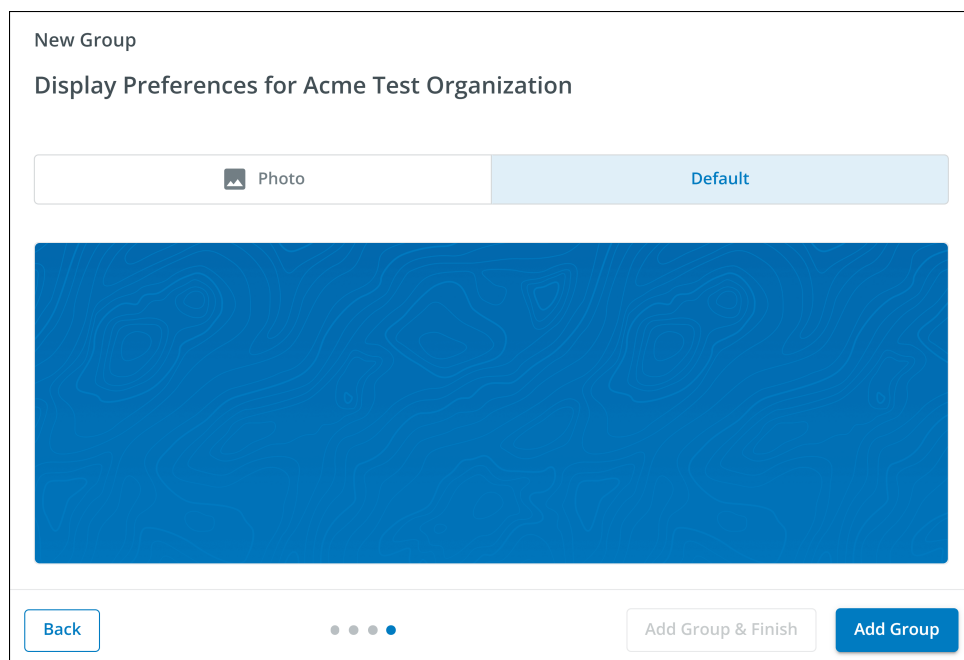 New Group
Display Preferences for Acme Test Organization
Photo
Default
Back
Add Group & Finish
Add Group